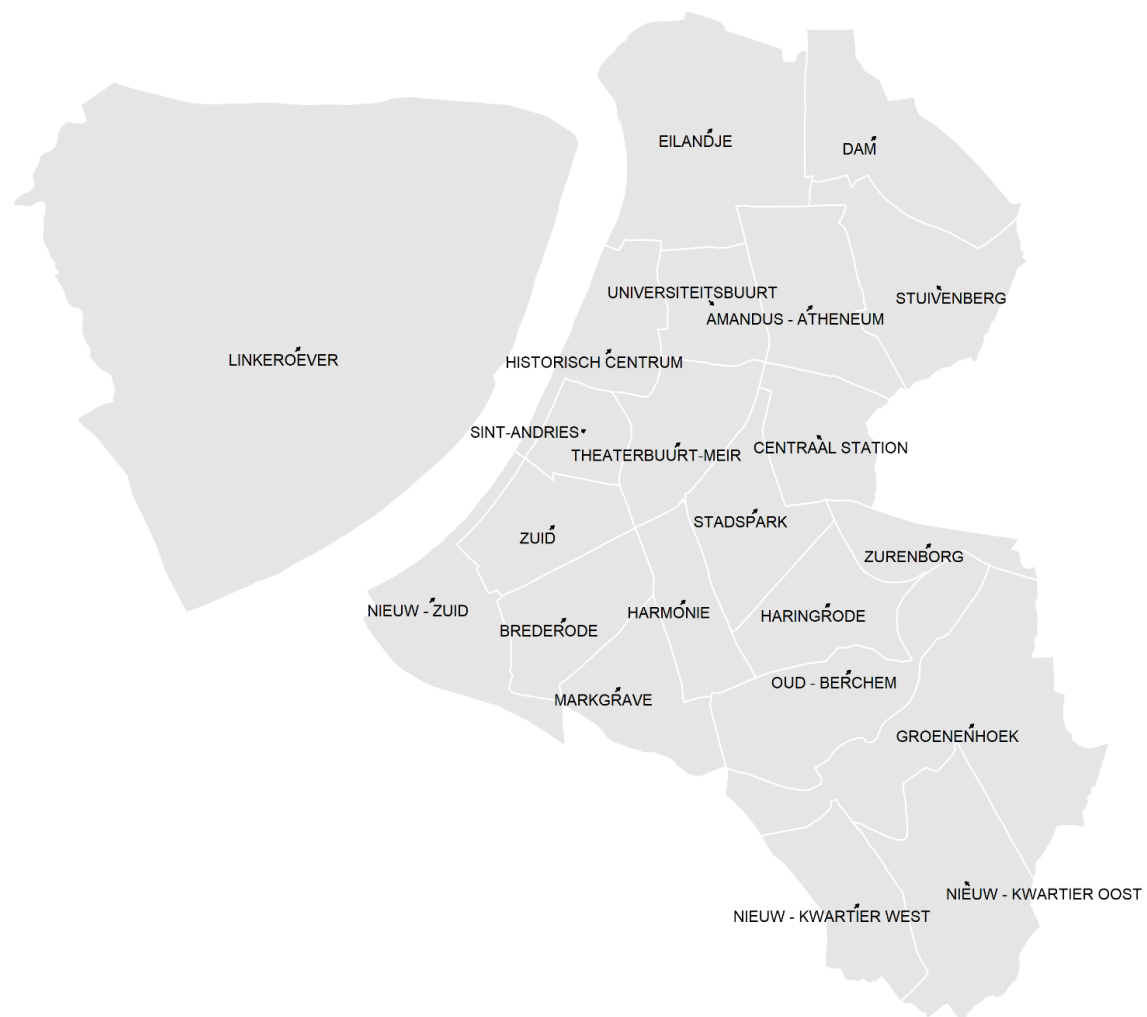 EILANDJE
DAM
UNIVERSITEITSBUURT
STUIVENBERG
AMANDUS - ATHENEUM
LINKEROEVER
HISTORISCH CENTRUM
SINT-ANDRIES
CENTRAAL STATION
THEATERBUURT-MEIR
STADSPARK
ZUID
ZURENBORG
NIEUW - ZUID
HARMONIE
HARINGRODE
BREDERODE
OUD - BERCHEM
MARKGRAVE
GROENENHOEK
NIEUW - KWARTIER OOST
NIEUW - KWARTIER WEST